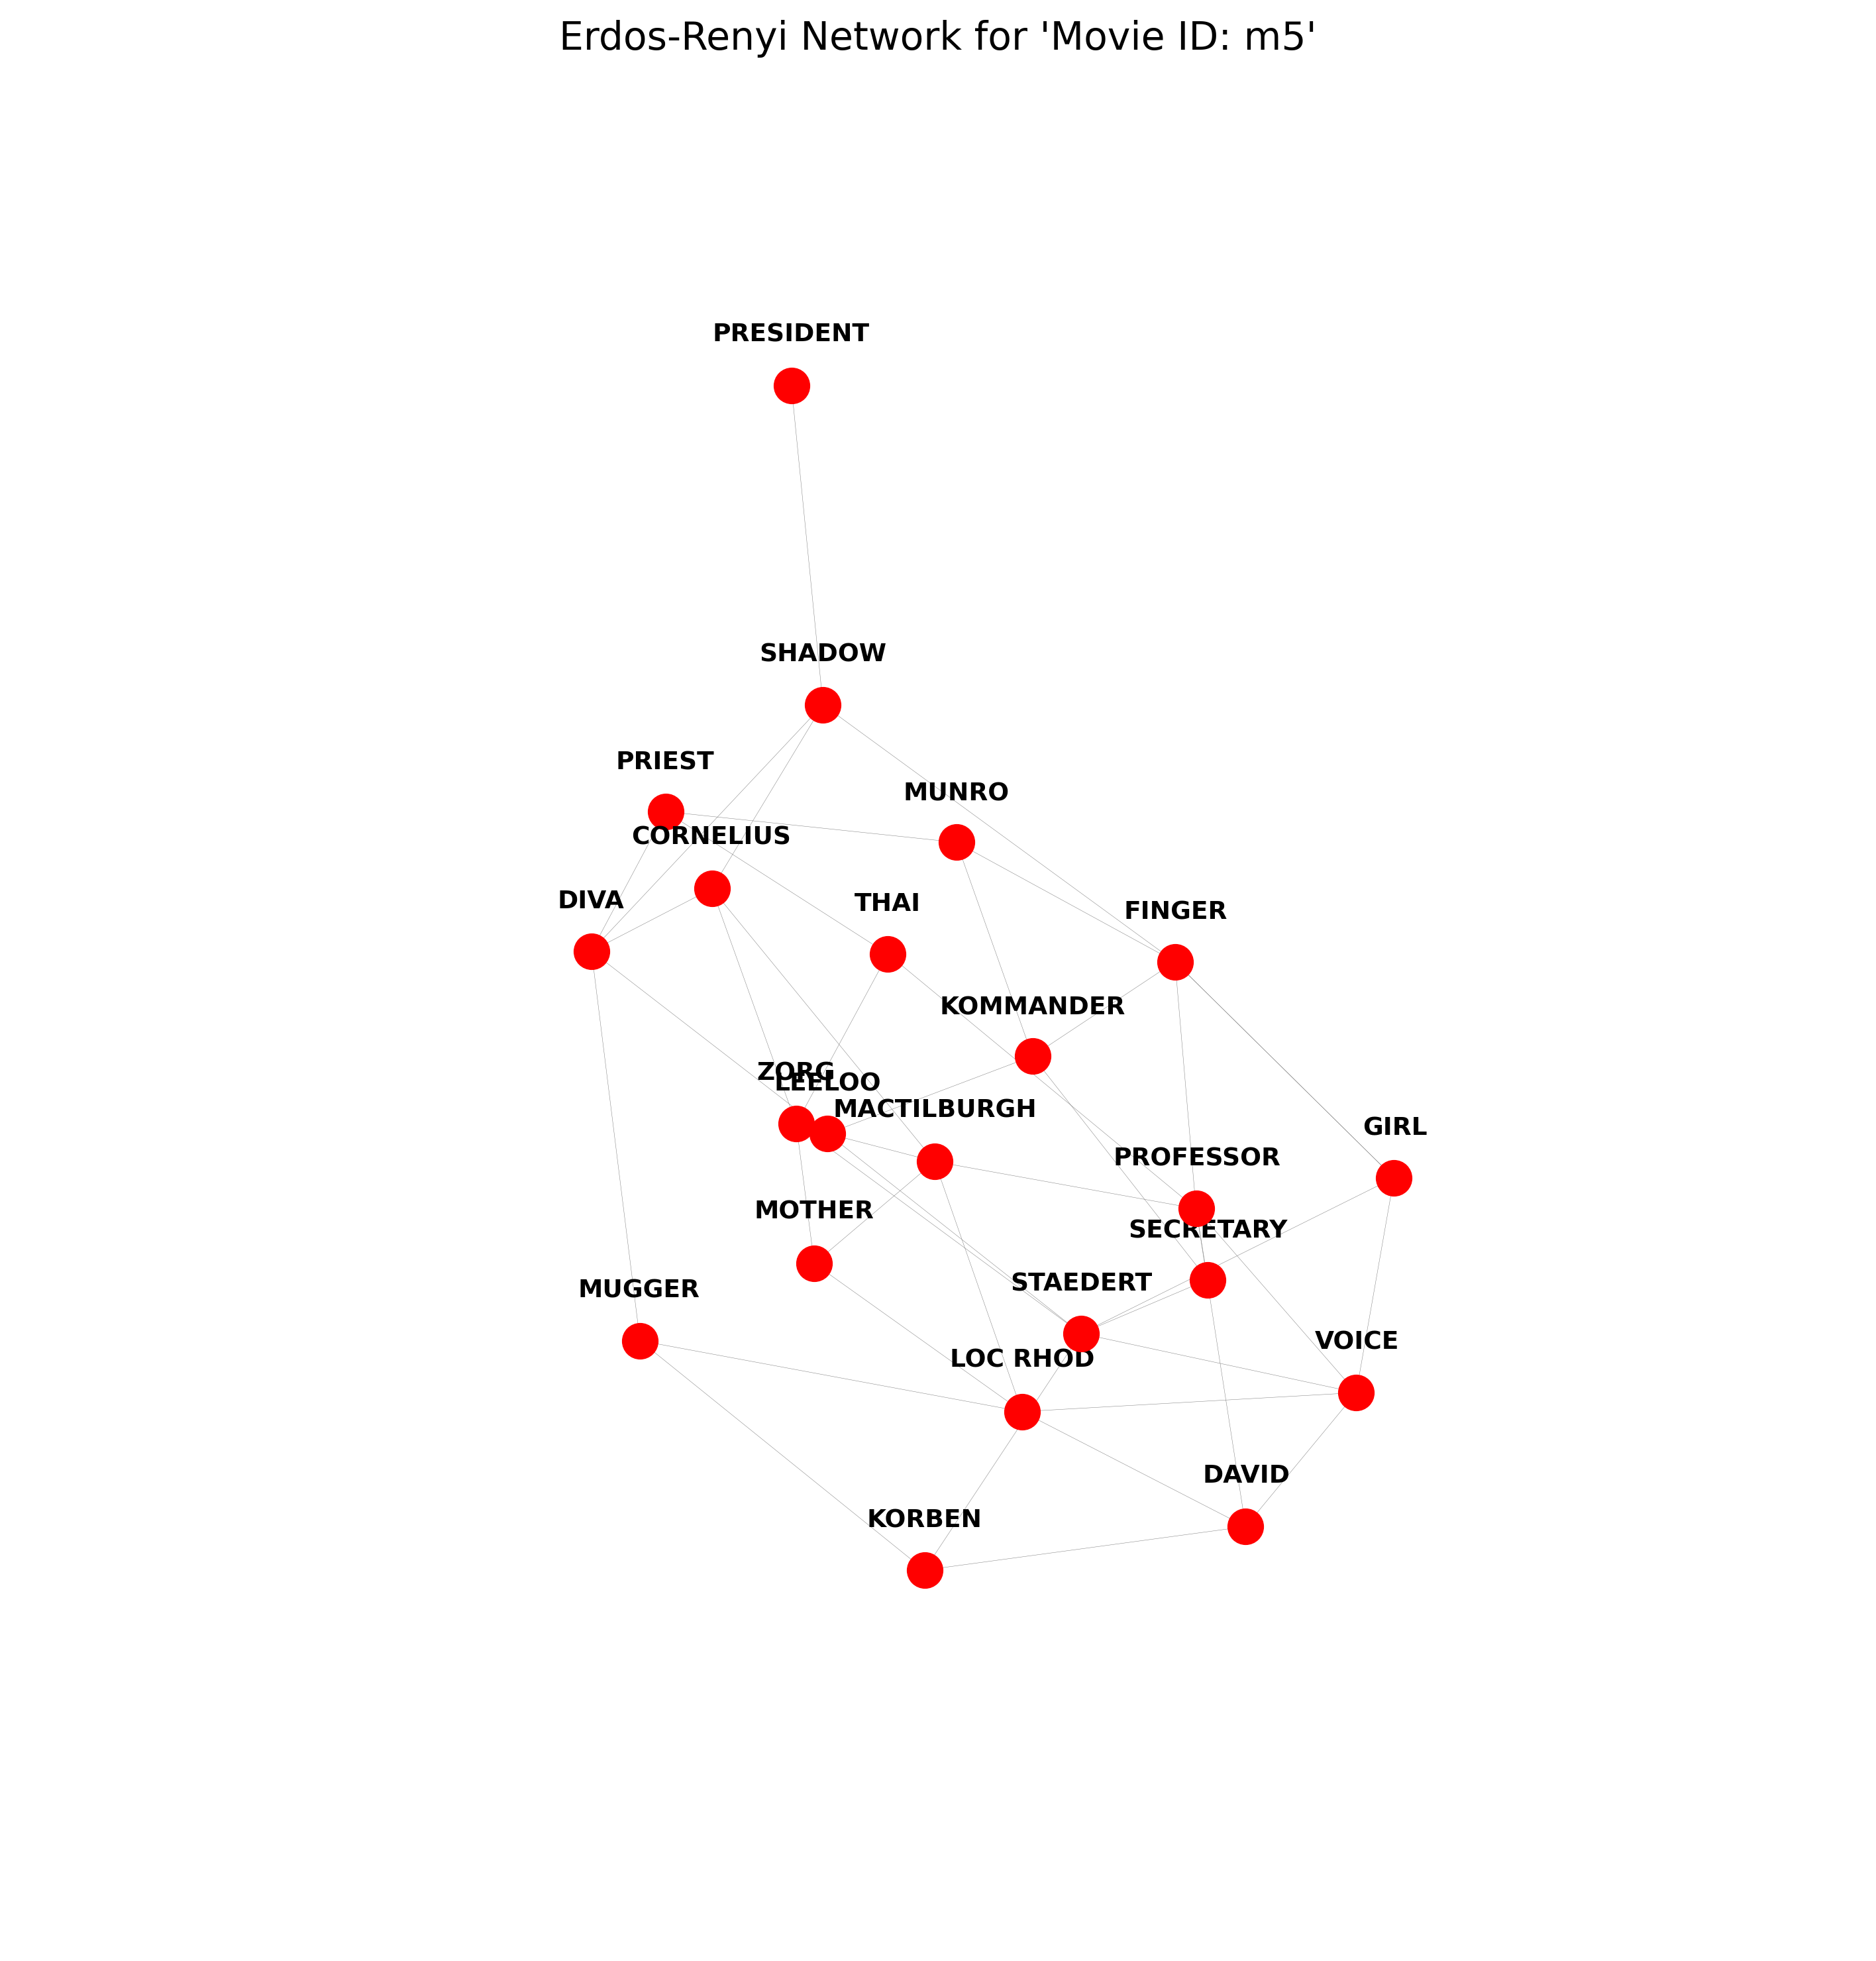 Erdos-Renyi Network for 'Movie ID: m5'
PRESIDENT
SHADOW
PRIEST
MUNRO
CORNELIUS
DIVA
THAI
FINGER
KOMMANDER
ZORG
LEELOO
MACTILBURGH
GIRL
PROFESSOR
MOTHER
SECRETARY
STAEDERT
MUGGER
VOICE
LOC RHOD
DAVID
KORBEN